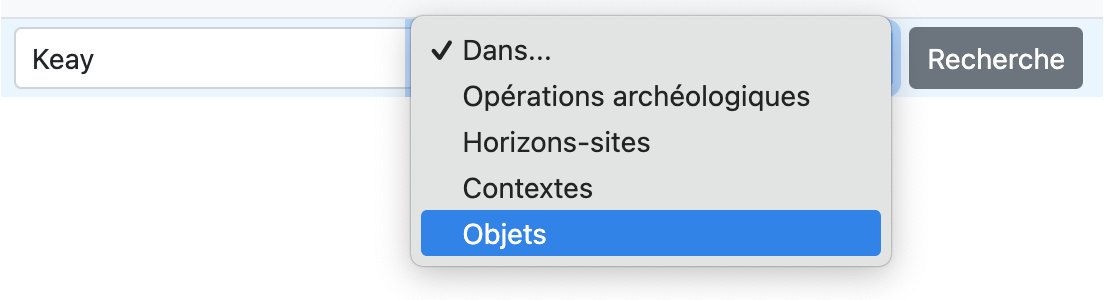 Keay
✓ Dans...
Opérations archéologiques
Horizons-sites
Contextes
Objets
Recherche